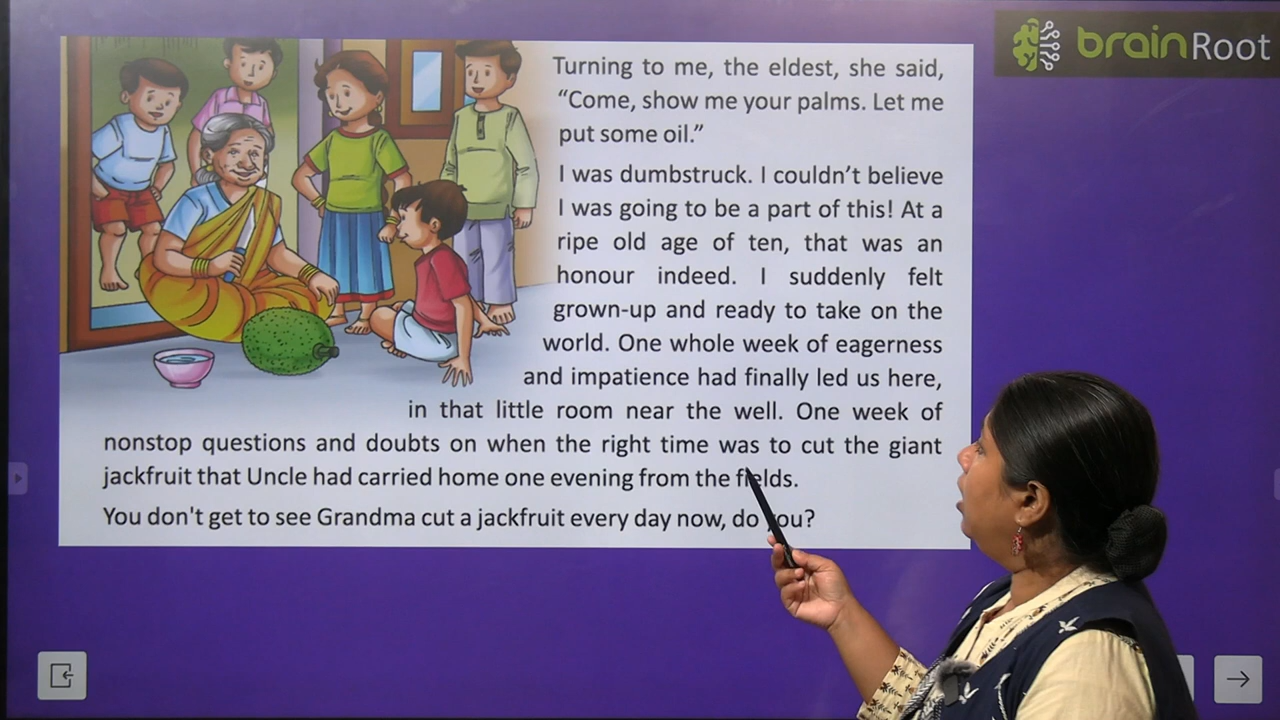 brainRoot
Turning to me, the eldest, she said,
“Come, show me your palms. Let me
put some oil.”
I was dumbstruck. I couldn’t believe
I was going to be a part of this! At a
ripe old age of ten, that was an
honour indeed. I suddenly felt
grown-up and ready to take on the
world. One whole week of eagerness
and impatience had finally led us here,
in that little room near the well. One week of
nonstop questions and doubts on when the right time was to cut the giant
jackfruit that Uncle had carried home one evening from the fields.
You don't get to see Grandma cut a jackfruit every day now, do you?